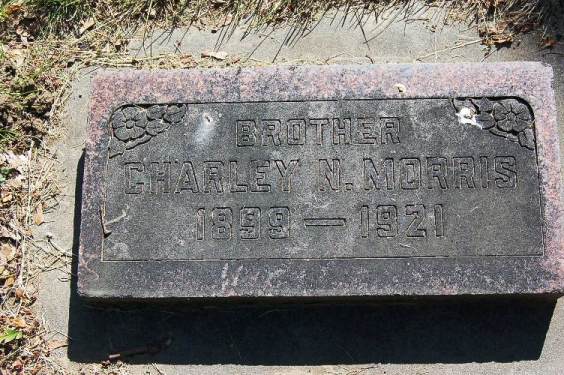 BROTHER
CHARLEY N. MORRIS
1899 — 1921